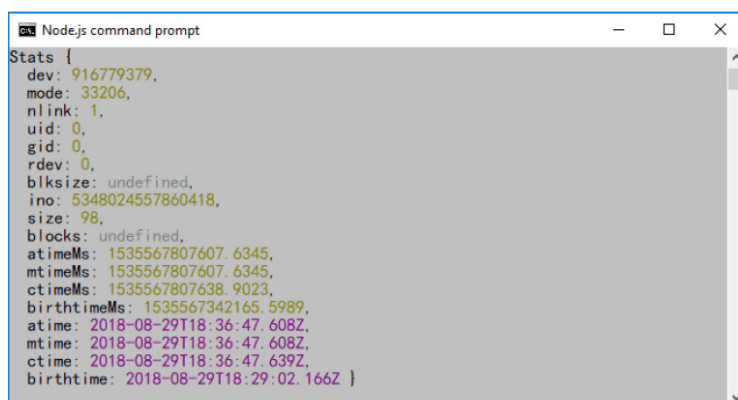 Node.js command prompt
Stats {
dev: 916779379,
mode: 33206,
nlink: 1,
uid: 0,
gid: 0,
rdev: 0,
blksize: undefined,
ino: 5348024557860418,
size: 98,
blocks: undefined,
atimeMs: 1535567807607.6345,
mtimeMs: 1535567807607.6345,
ctimeMs: 1535567807638.9023,
birthtimeMs: 1535567342165.5989,
atime: 2018-08-29T18:36:47.608Z,
mtime: 2018-08-29T18:36:47.608Z,
ctime: 2018-08-29T18:36:47.639Z,
birthtime: 2018-08-29T18:29:02.166Z }